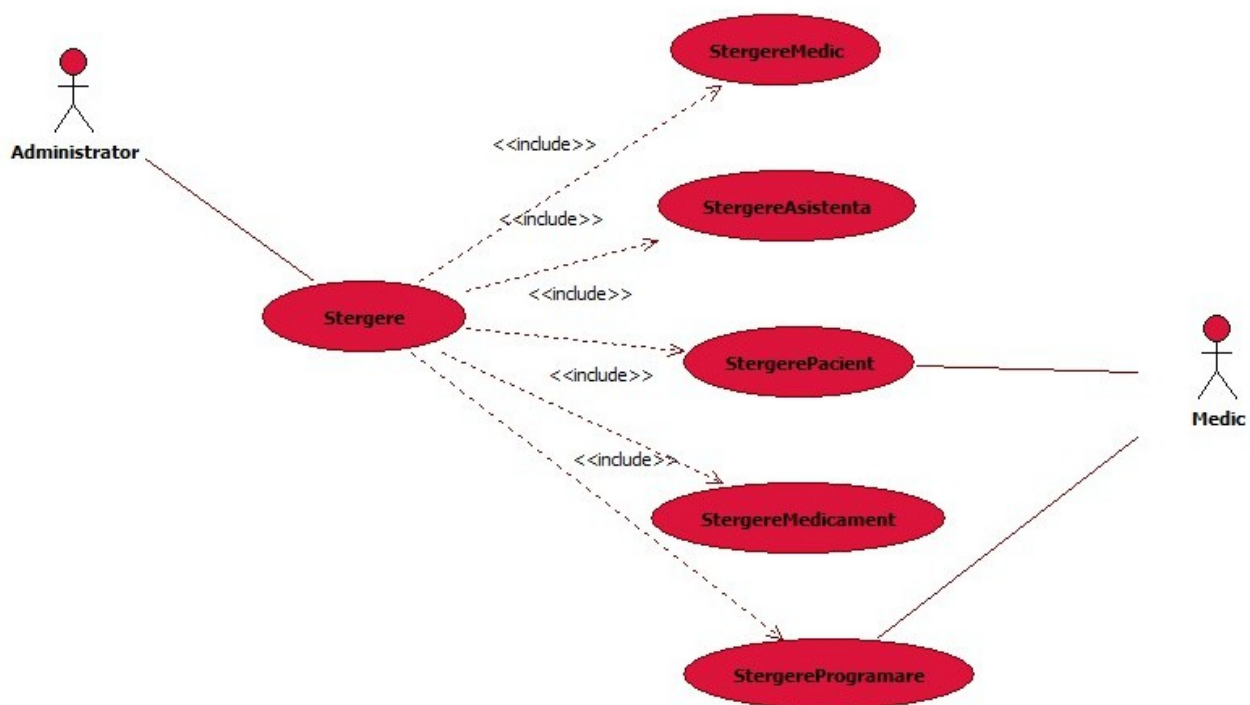 StergereMedic
Administrator
<<include>>
StergereAsistenta
<<include>>
<<include>>
Stergere
StergerePacient
<<include>>
Medic
<<include>>
StergereMedicament
StergereProgramare